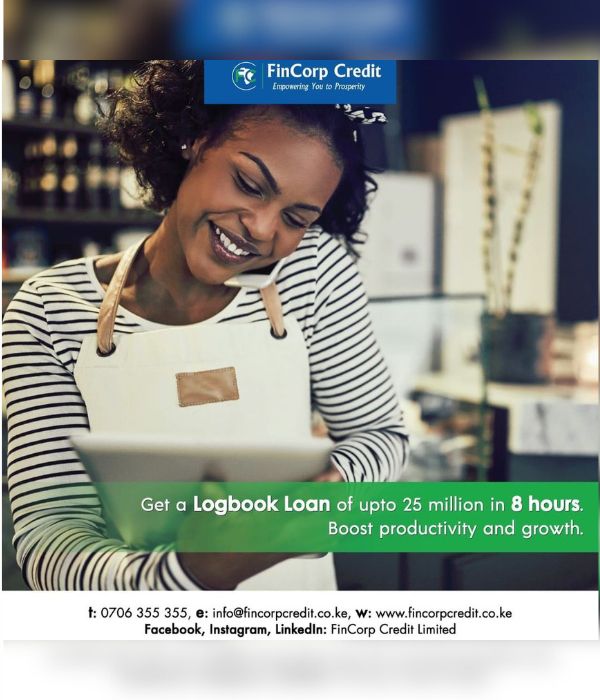 FinCorp Credit
Empowering You to Prosperity
Get a Logbook Loan of upto 25 million in 8 hours.
Boost productivity and growth.
t: 0706 355 355, e: info@fincorpcredit.co.ke, w: www.fincorpcredit.co.ke
Facebook, Instagram, LinkedIn: FinCorp Credit Limited